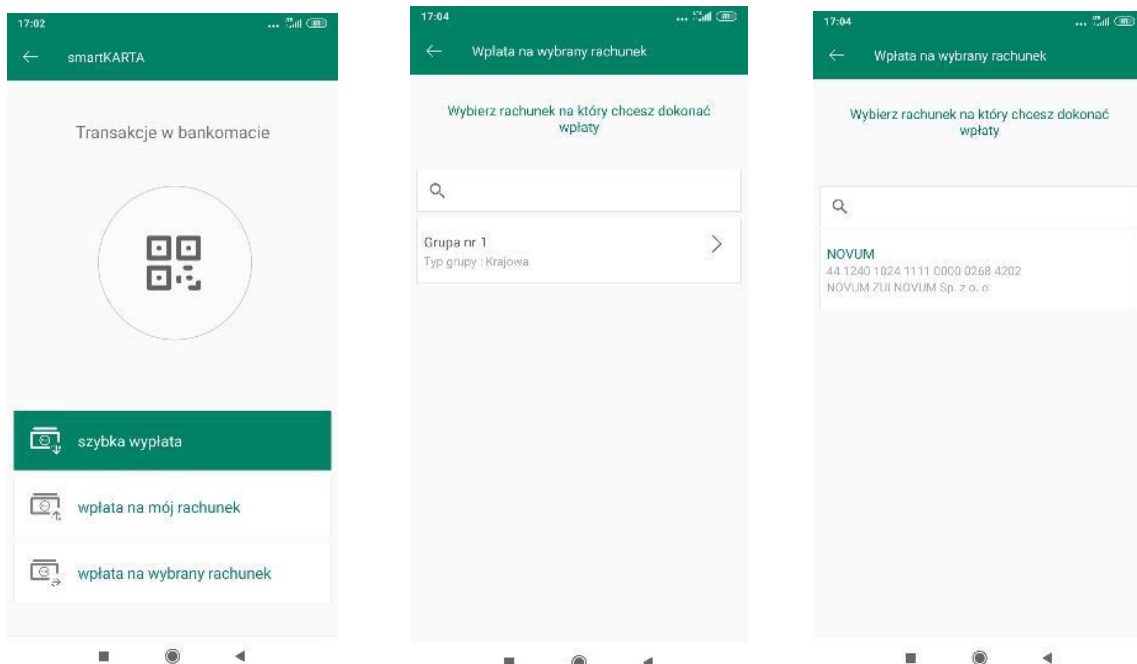 17:02
smartKARTA
Transakcje w bankomacie
szybka wypłata
wpłata na mój rachunek
wpłata na wybrany rachunek
17:04
Wpłata na wybrany rachunek
Wybierz rachunek na który chcesz dokonać
wpłaty
Grupa nr 1
Typ grupy : Krajowa
17:04
Wpłata na wybrany rachunek
Wybierz rachunek na który chcesz dokonać
wpłaty
NOVUM
44 1240 1024 1111 0000 0268 4202
NOVUM ZUI NOVUM Sp. z o. o.